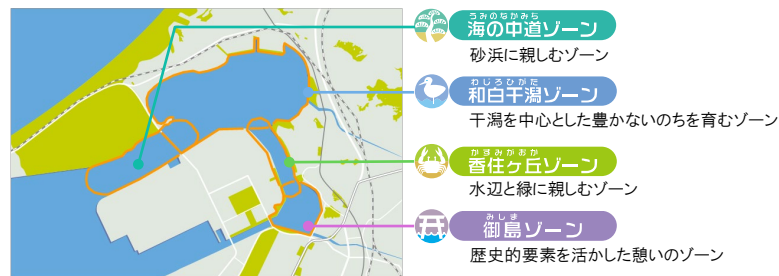 うみのなかみち
海の中道ゾーン
砂浜に親しむゾーン
わじろひがた
和白干潟ゾーン
干潟を中心とした豊かないのちを育むゾーン
かすみがおか
香住ヶ丘ゾーン
水辺と緑に親しむゾーン
みしま
御島ゾーン
歴史的要素を活かした憩いのゾーン